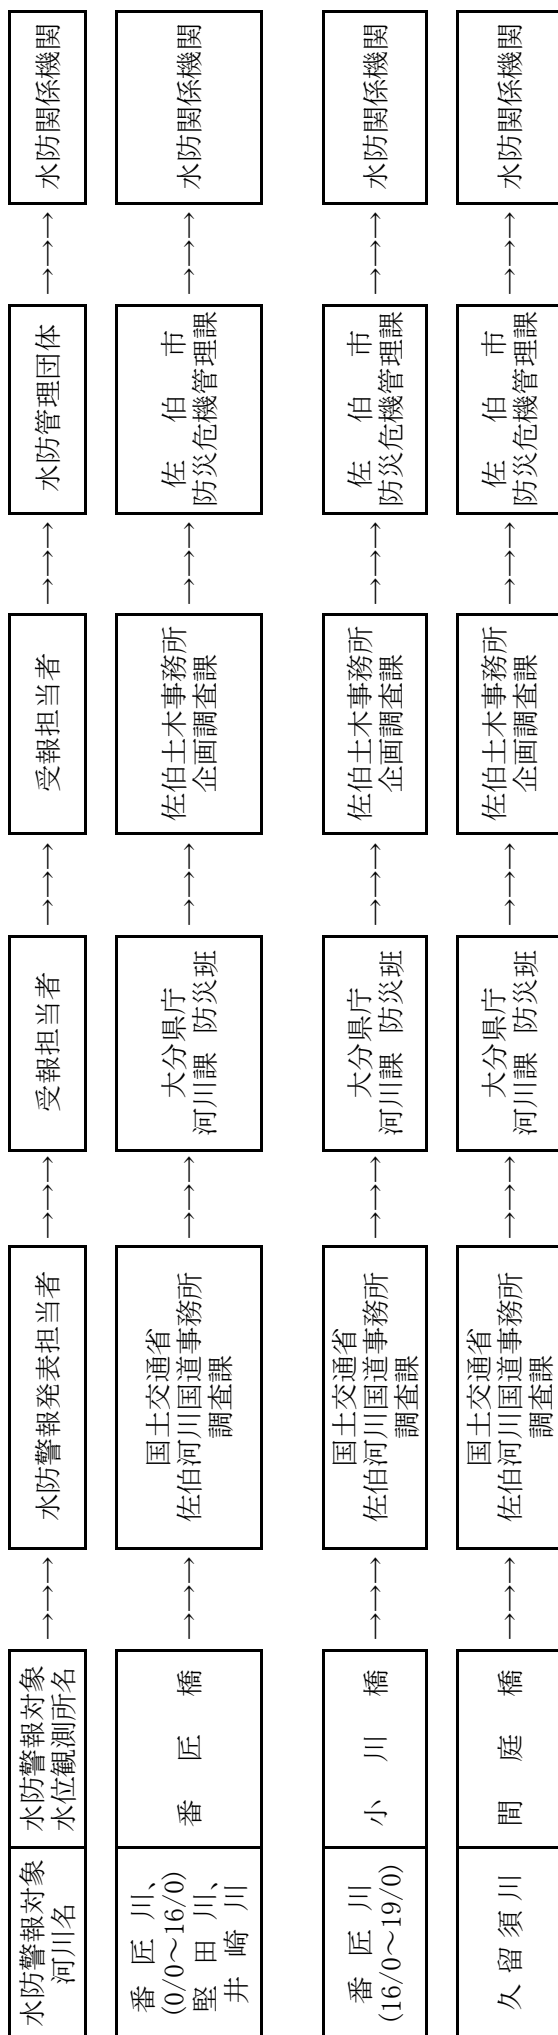 水防警報対象
河川名
水防警報対象
水位観測所名
→→→
水防警報発表担当者
→→→
受報担当者
→→→
受報担当者
→→→
水防管理団体
→→→
水防関係機関
番匠川、
(0/0～16/0)
堅田川、
井崎川
番匠橋
→→→
国土交通省
佐伯河川国道事務所
調査課
→→→
大分県庁
河川課 防災班
→→→
佐伯土木事務所
企画調査課
→→→
佐伯市
防災危機管理課
→→→
水防関係機関
番匠川
(16/0～19/0)
小川橋
→→→
国土交通省
佐伯河川国道事務所
調査課
→→→
大分県庁
河川課 防災班
→→→
佐伯土木事務所
企画調査課
→→→
佐伯市
防災危機管理課
→→→
水防関係機関
久留須川
間庭橋
→→→
国土交通省
佐伯河川国道事務所
調査課
→→→
大分県庁
河川課 防災班
→→→
佐伯土木事務所
企画調査課
→→→
佐伯市
防災危機管理課
→→→
水防関係機関